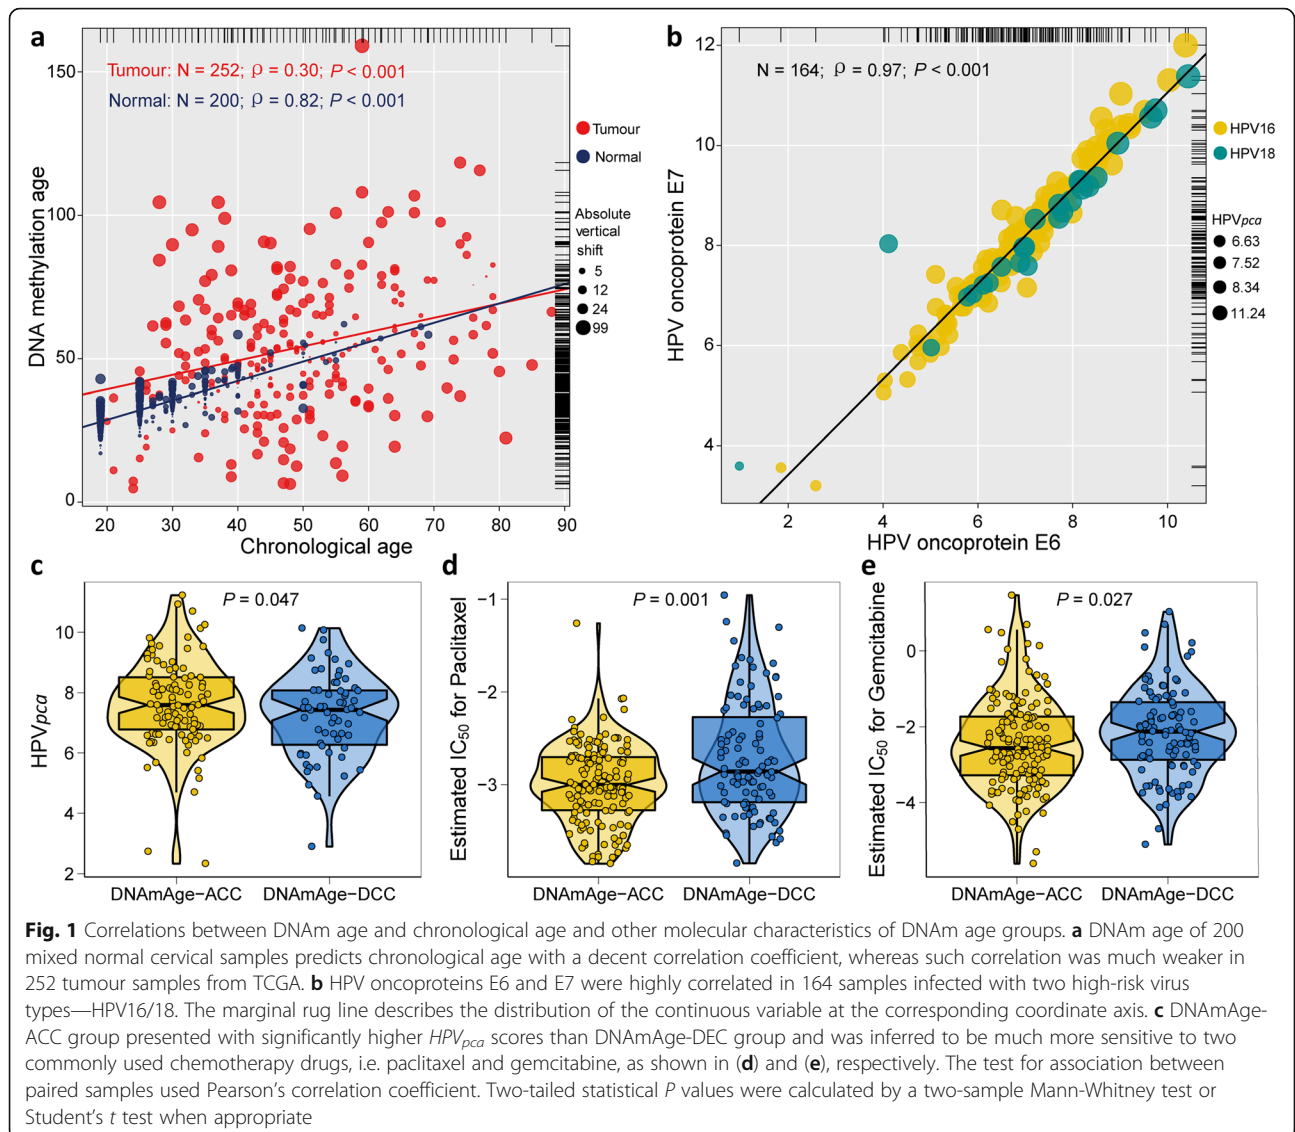 a
Tumour: N = 252; ρ = 0.30; P < 0.001
Normal: N = 200; ρ = 0.82; P < 0.001
DNA methylation age
150
100
50
0
20 30 40 50 60 70 80 90
Chronological age
Tumour
Normal
Absolute
vertical
shift
5
12
24
99
b
N = 164; ρ = 0.97; P < 0.001
HPV oncoprotein E7
12
10
8
6
4
2 4 6 8 10
HPV oncoprotein E6
HPV16
HPV18
HPVpca
6.63
7.52
8.34
11.24
c
P = 0.047
HPVpca
10
8
6
4
2
DNAmAge−ACC DNAmAge−DCC
d
P = 0.001
Estimated IC50 for Paclitaxel
−1
−2
−3
DNAmAge−ACC DNAmAge−DCC
e
P = 0.027
Estimated IC50 for Gemcitabine
0
−2
−4
DNAmAge−ACC DNAmAge−DCC
Fig. 1 Correlations between DNAm age and chronological age and other molecular characteristics of DNAm age groups. a DNAm age of 200
mixed normal cervical samples predicts chronological age with a decent correlation coefficient, whereas such correlation was much weaker in
252 tumour samples from TCGA. b HPV oncoproteins E6 and E7 were highly correlated in 164 samples infected with two high-risk virus
types—HPV16/18. The marginal rug line describes the distribution of the continuous variable at the corresponding coordinate axis. c DNAmAge-
ACC group presented with significantly higher HPVpca scores than DNAmAge-DEC group and was inferred to be much more sensitive to two
commonly used chemotherapy drugs, i.e. paclitaxel and gemcitabine, as shown in (d) and (e), respectively. The test for association between
paired samples used Pearson's correlation coefficient. Two-tailed statistical P values were calculated by a two-sample Mann-Whitney test or
Student's t test when appropriate